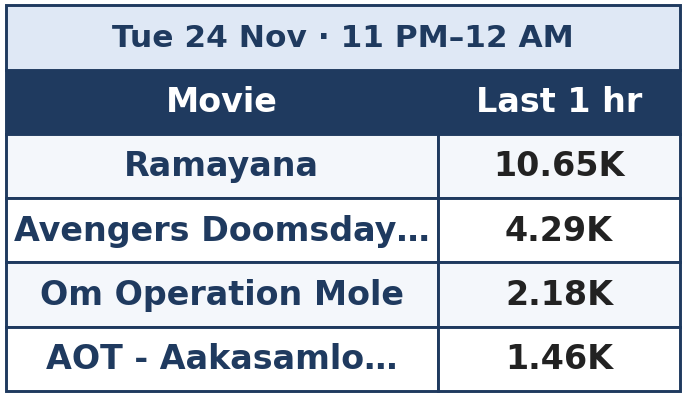 Tue 24 Nov · 11 PM–12 AM
Movie Last 1 hr
Ramayana 10.65K
Avengers Doomsday… 4.29K
Om Operation Mole 2.18K
AOT - Aakasamlo… 1.46K